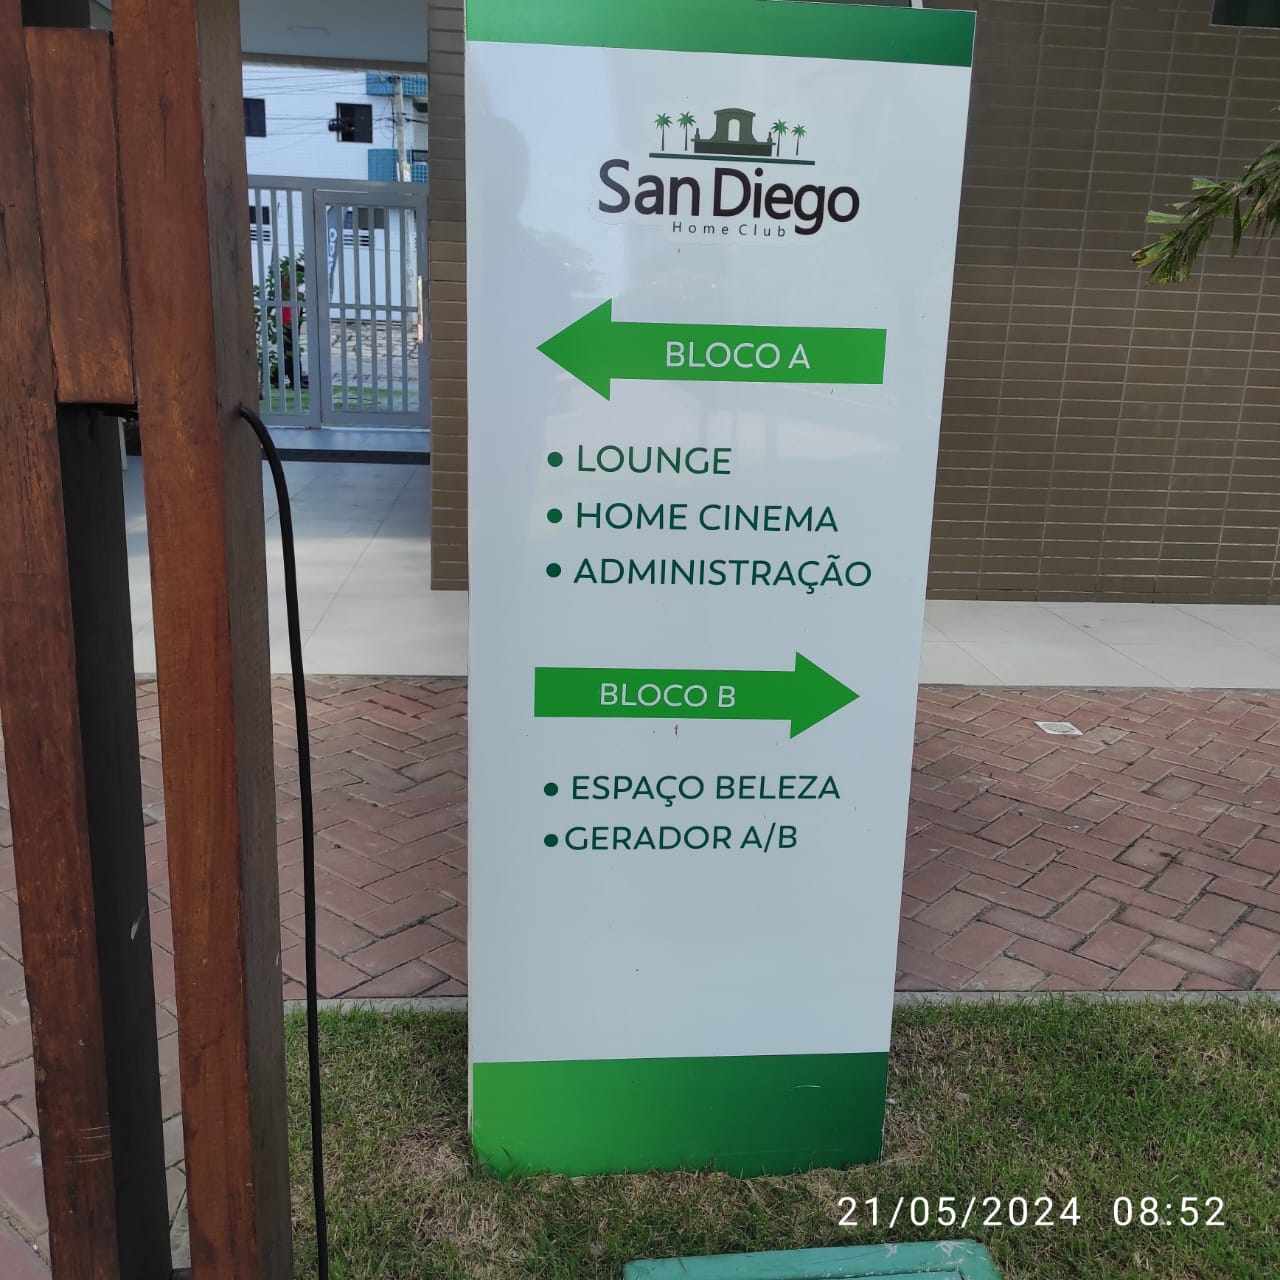 San Diego
Home Club
BLOCO A
• LOUNGE
• HOME CINEMA
• ADMINISTRAÇÃO
BLOCO B
• ESPAÇO BELEZA
• GERADOR A/B
21/05/2024 08:52